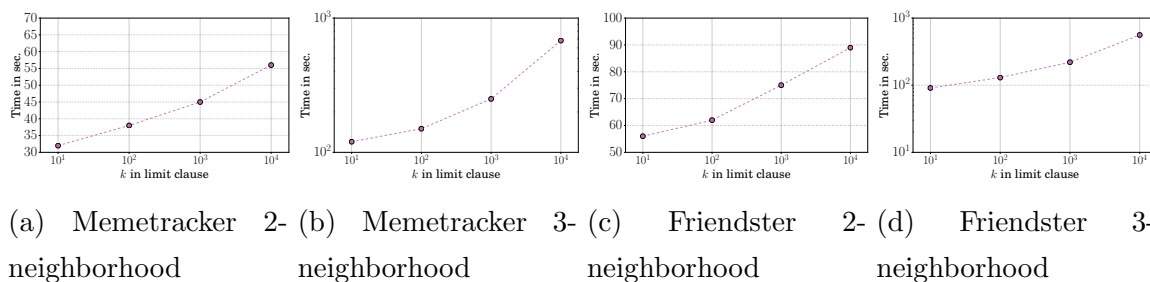 70
65
60
55
50
45
40
35
30
10^1 10^2 10^3 10^4
Time in sec.
k in limit clause
10^3
10^2
10^1 10^2 10^3 10^4
Time in sec.
k in limit clause
100
90
80
70
60
50
10^1 10^2 10^3 10^4
Time in sec.
k in limit clause
10^3
10^2
10^1
10^1 10^2 10^3 10^4
Time in sec.
k in limit clause
(a) Memetracker 2-
neighborhood
(b) Memetracker 3-
neighborhood
(c) Friendster 2-
neighborhood
(d) Friendster 3-
neighborhood